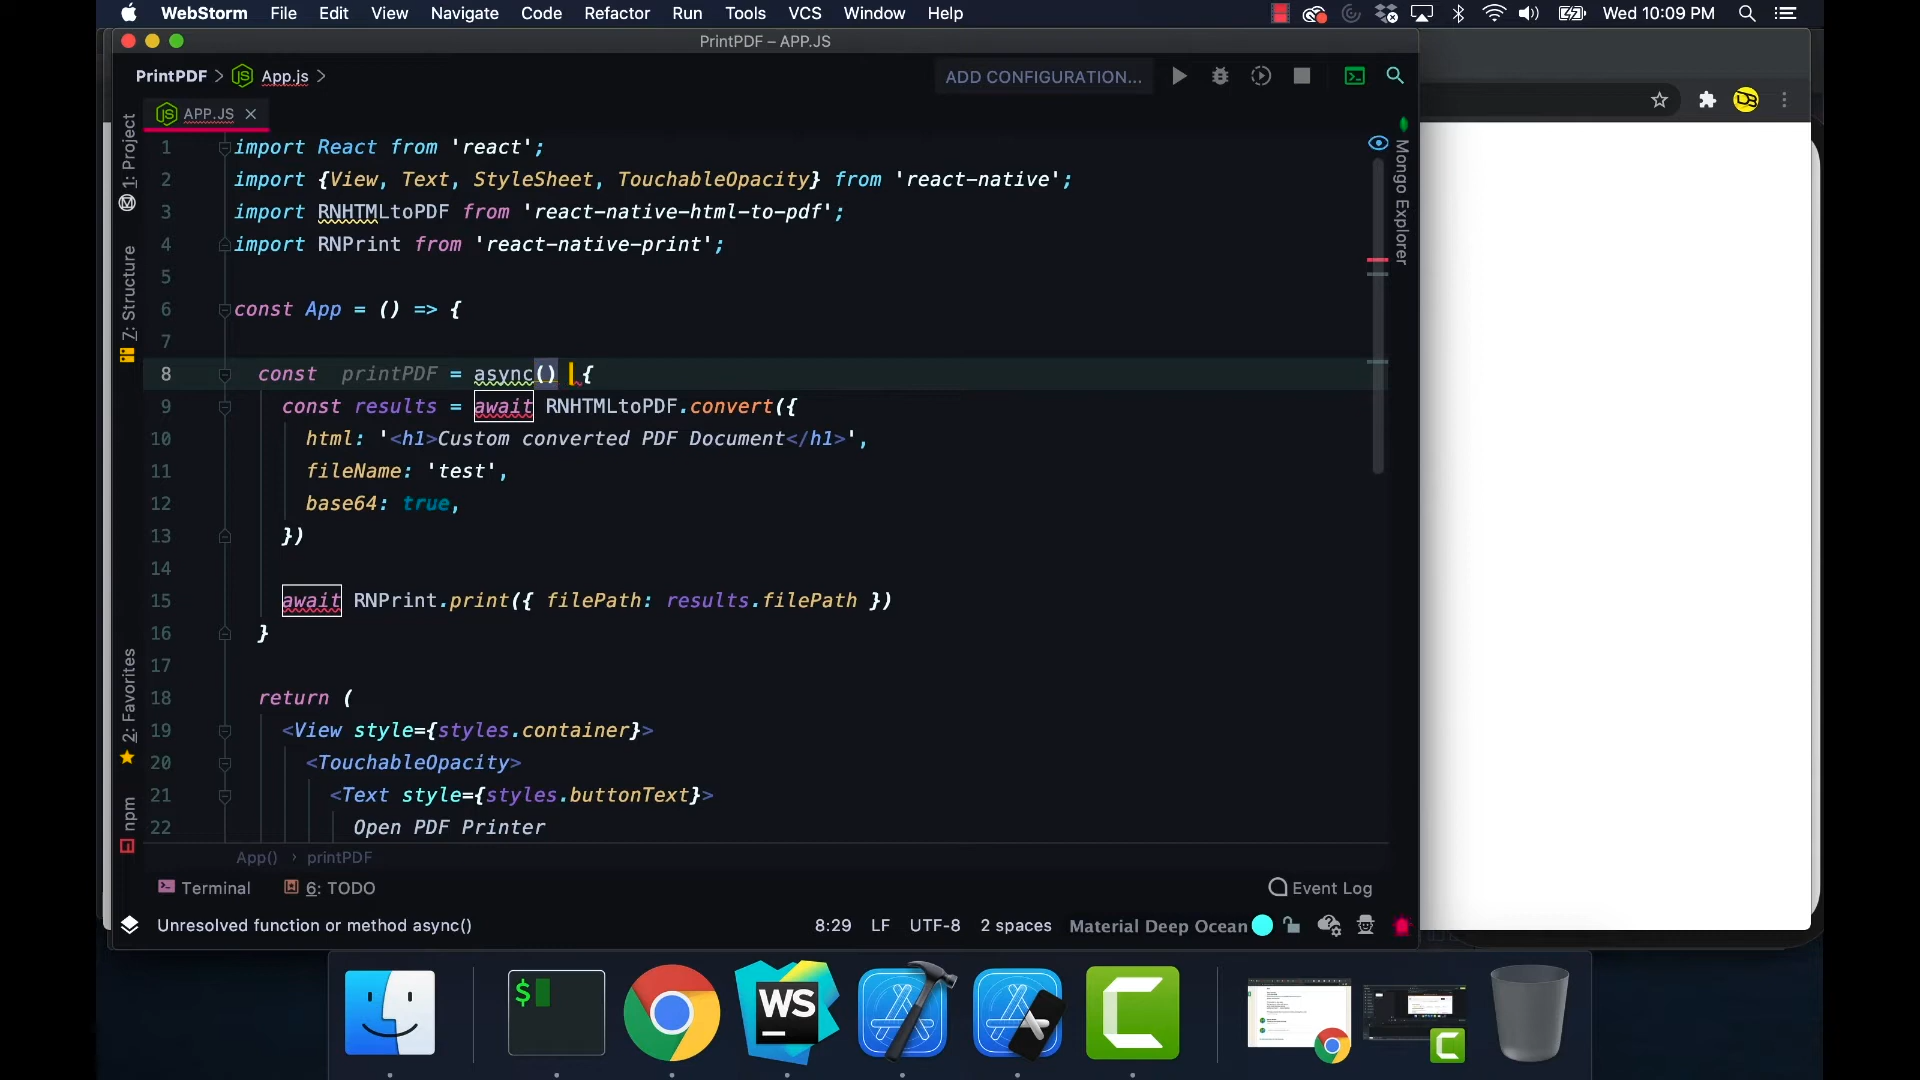 WebStorm File Edit View Navigate Code Refactor Run Tools VCS Window Help Wed 10:09 PM
PrintPDF – APP.JS
PrintPDF App.js ADD CONFIGURATION...
APP.JS
1 import React from 'react';
2 import {View, Text, StyleSheet, TouchableOpacity} from 'react-native';
3 import RNHTMLtoPDF from 'react-native-html-to-pdf';
4 import RNPrint from 'react-native-print';
5
6 const App = () => {
7
8 const  printPDF = async() {
9 const results = await RNHTMLtoPDF.convert({
10 html: '<h1>Custom converted PDF Document</h1>',
11 fileName: 'test',
12 base64: true,
13 })
14
15 await RNPrint.print({ filePath: results.filePath })
16 }
17
18 return (
19 <View style={styles.container}>
20 <TouchableOpacity>
21 <Text style={styles.buttonText}>
22 Open PDF Printer
1: Project
7: Structure
2: Favorites
npm
Mongo Explorer
App() › printPDF
Terminal 6: TODO Event Log
Unresolved function or method async() 8:29 LF UTF-8 2 spaces Material Deep Ocean
$
WS